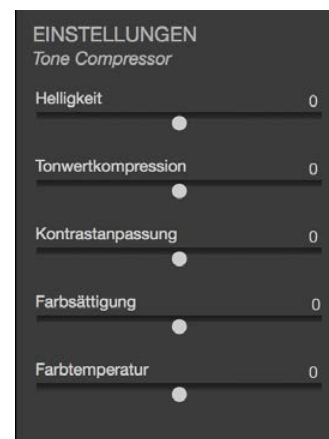 EINSTELLUNGEN
Tone Compressor
Helligkeit 0
Tonwertkompression 0
Kontrastanpassung 0
Farbsättigung 0
Farbtemperatur 0